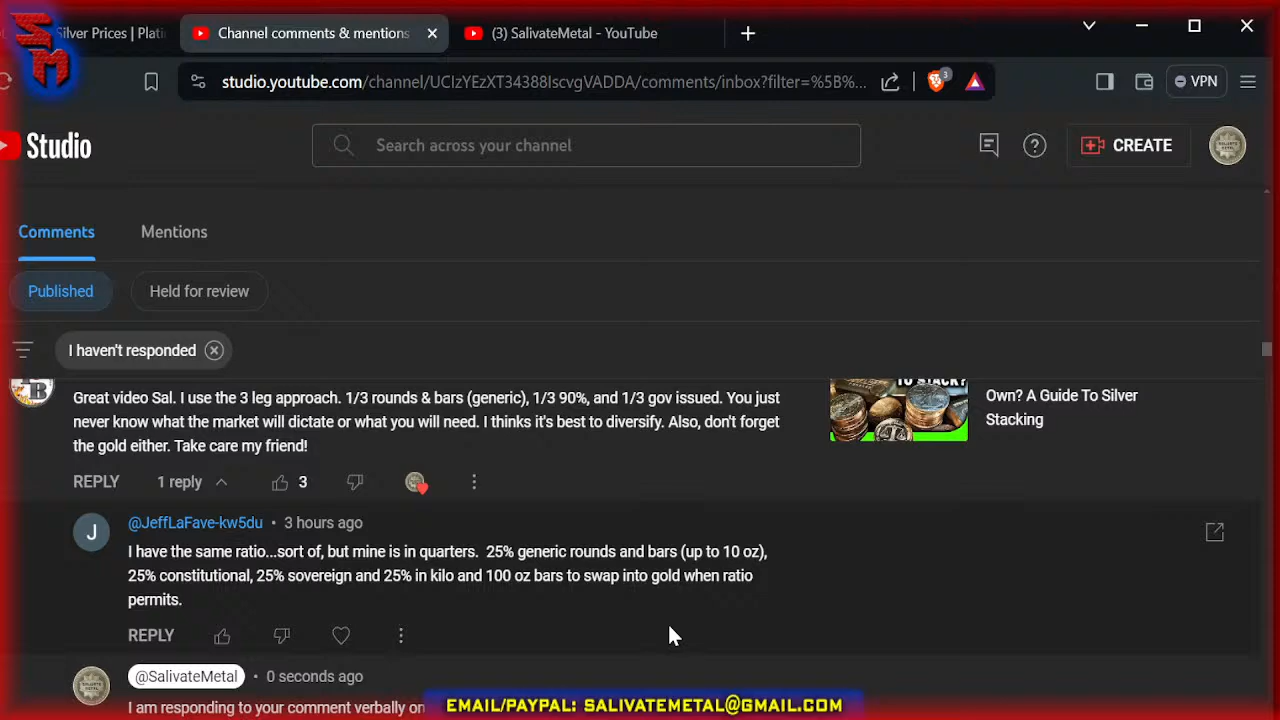 SM
Silver Prices | Plati
Channel comments & mentions
(3) SalivateMetal - YouTube
studio.youtube.com/channel/UCIzYEzXT34388IscvgVADDA/comments/inbox?filter=%5B%...
3
VPN
Studio
Search across your channel
CREATE
Comments
Mentions
Published
Held for review
I haven't responded
Great video Sal. I use the 3 leg approach. 1/3 rounds & bars (generic), 1/3 90%, and 1/3 gov issued. You just
never know what the market will dictate or what you will need. I thinks it's best to diversify. Also, don't forget
the gold either. Take care my friend!
TO STACK?
Own? A Guide To Silver
Stacking
REPLY
1 reply
3
J
@JeffLaFave-kw5du • 3 hours ago
I have the same ratio...sort of, but mine is in quarters. 25% generic rounds and bars (up to 10 oz),
25% constitutional, 25% sovereign and 25% in kilo and 100 oz bars to swap into gold when ratio
permits.
REPLY
@SalivateMetal • 0 seconds ago
I am responding to your comment verbally on
EMAIL/PAYPAL: SALIVATEMETAL@GMAIL.COM